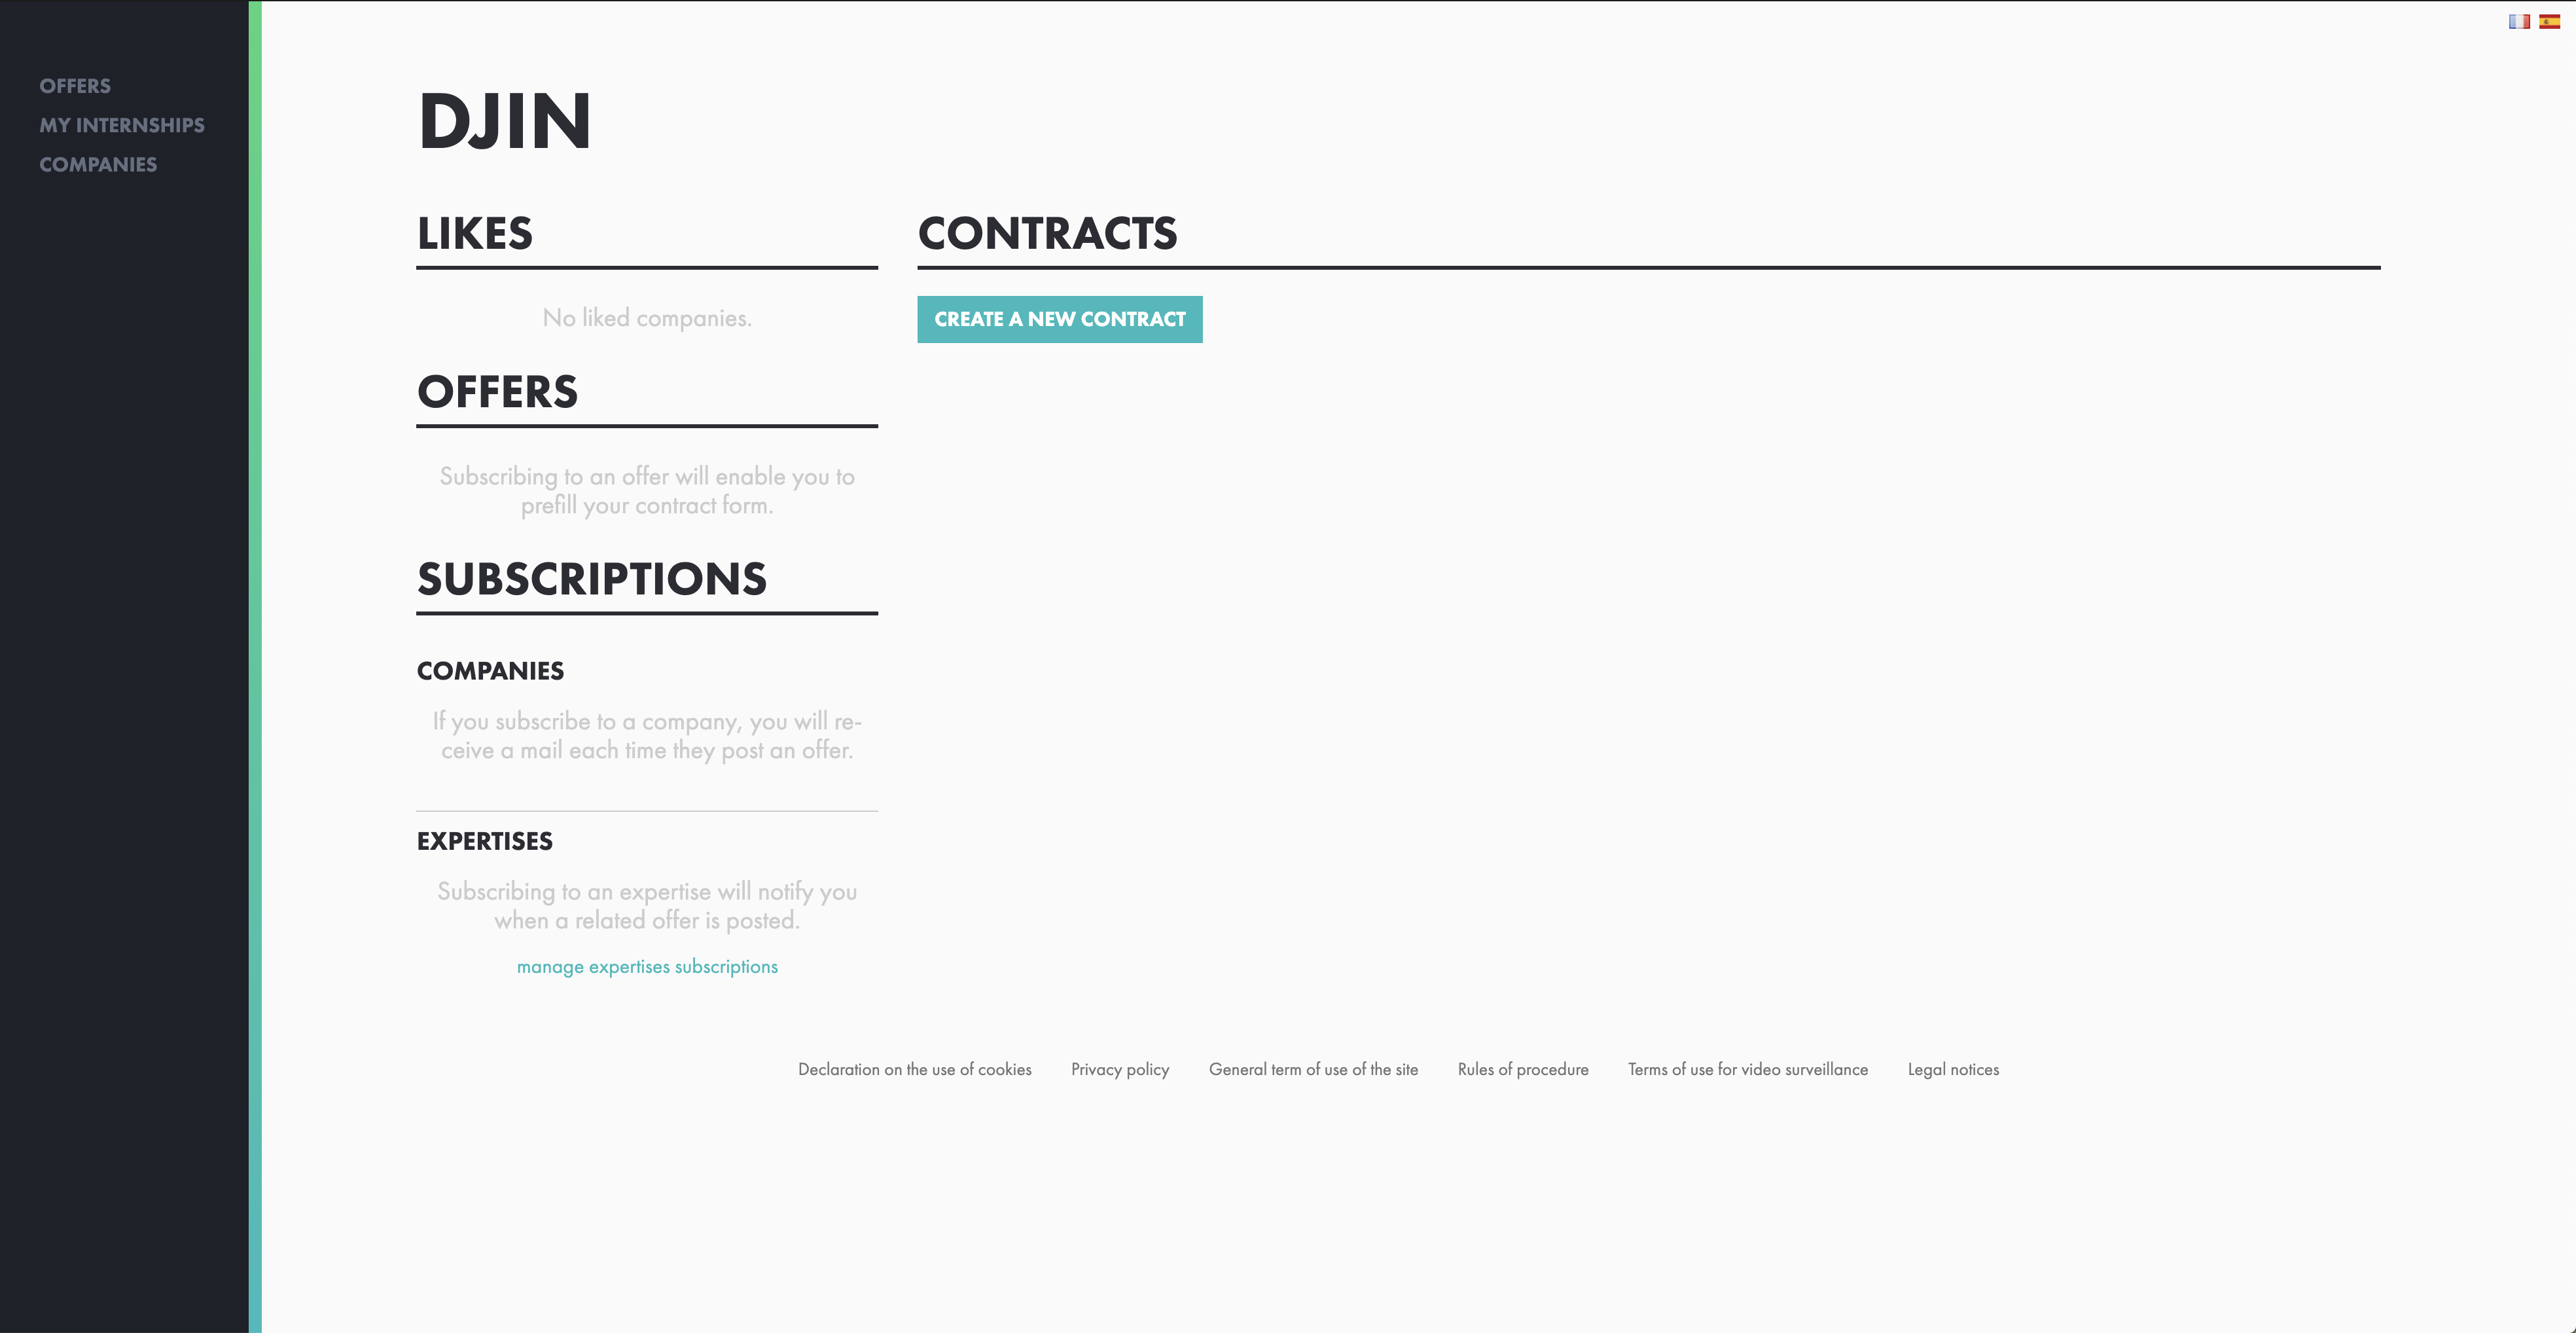 OFFERS
MY INTERNSHIPS
COMPANIES
DJIN
LIKES
No liked companies.
OFFERS
Subscribing to an offer will enable you to
prefill your contract form.
SUBSCRIPTIONS
COMPANIES
If you subscribe to a company, you will re-
ceive a mail each time they post an offer.
EXPERTISES
Subscribing to an expertise will notify you
when a related offer is posted.
manage expertises subscriptions
CONTRACTS
CREATE A NEW CONTRACT
Declaration on the use of cookies Privacy policy General term of use of the site Rules of procedure Terms of use for video surveillance Legal notices